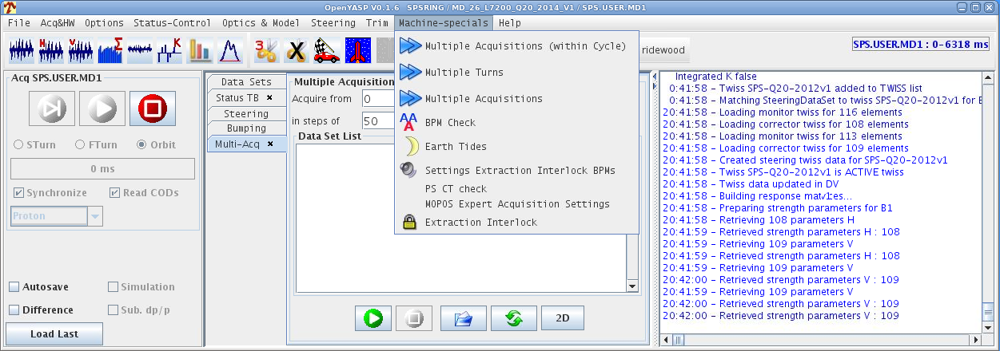 OpenYASP V0.1.6 SPSRING / MD_26_L7200_Q20_2014_V1 / SPS.USER.MD1
File Acq&HW Options Status-Control Optics & Model Steering Trim Machine-specials Help
ridewood
SPS.USER.MD1 : 0-6318 ms
Acq SPS.USER.MD1
STurn FTurn Orbit
0 ms
Synchronize Read CODs
Proton
Autosave Simulation
Difference Sub. dp/p
Load Last
Data Sets
Status TB
Steering
Bumping
Multi-Acq
Multiple Acquisition
Acquire from 0
in steps of 50
Data Set List
2D
Multiple Acquisitions (within Cycle)
Multiple Turns
Multiple Acquisitions
BPM Check
Earth Tides
Settings Extraction Interlock BPMs
PS CT check
MOPOS Expert Acquisition Settings
Extraction Interlock
Integrated K false
0:41:58 - Twiss SPS-Q20-2012v1 added to TWISS list
0:41:58 - Matching SteeringDataSet to twiss SPS-Q20-2012v1 for
20:41:58 - Loading monitor twiss for 116 elements
20:41:58 - Loading corrector twiss for 108 elements
20:41:58 - Loading monitor twiss for 113 elements
20:41:58 - Loading corrector twiss for 109 elements
20:41:58 - Created steering twiss data for SPS-Q20-2012v1
20:41:58 - Twiss SPS-Q20-2012v1 is ACTIVE twiss
20:41:58 - Twiss data updated in DV
20:41:58 - Building response matrices...
20:41:58 - Preparing strength parameters for B1
20:41:58 - Retrieving 108 parameters H
20:41:59 - Retrieved strength parameters H : 108
20:41:59 - Retrieving 109 parameters V
20:41:59 - Retrieved strength parameters H : 108
20:41:59 - Retrieving 109 parameters V
20:42:00 - Retrieved strength parameters V : 109
20:41:59 - Retrieving 109 parameters V
20:42:00 - Retrieved strength parameters V : 109
20:42:00 - Retrieved strength parameters V : 109